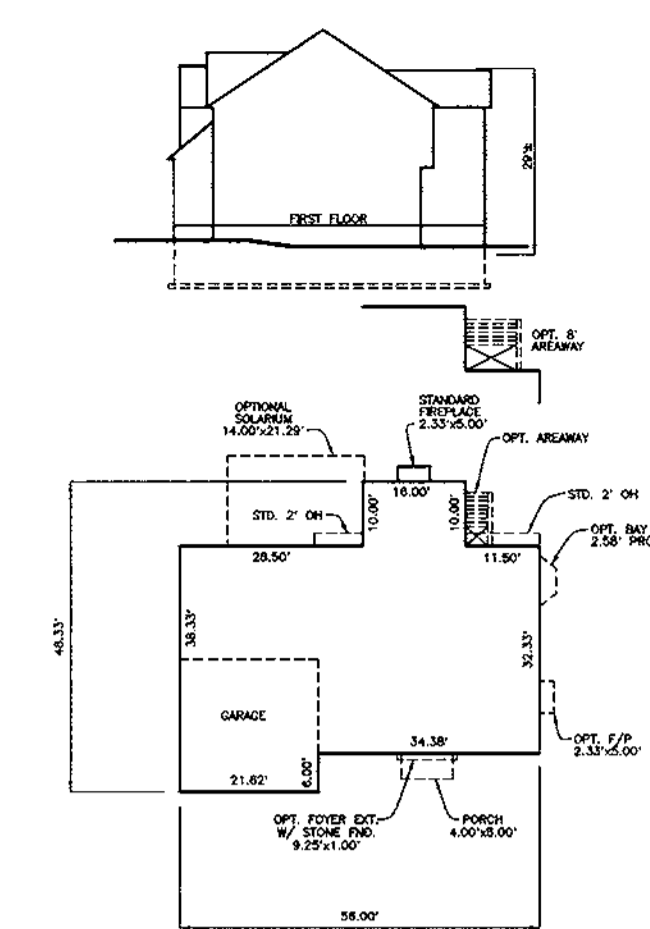 29'±
FIRST FLOOR
OPT. 8'
AREAWAY
STANDARD
FIREPLACE
2.33'x5.00'
OPTIONAL
SOLARIUM
14.00'x21.29'
OPT. AREAWAY
16.00'
STD. 2' OH
10.00'
10.00'
STD. 2' OH
OPT. BAY
2.58' PRO
28.50'
11.50'
48.33'
38.33'
32.33'
GARAGE
34.38'
OPT. F/P
2.33'x5.00'
21.62'
6.00'
OPT. FOYER EXT.
W/ STONE FND.
9.25'x1.00'
PORCH
4.00'x8.00'
56.00'